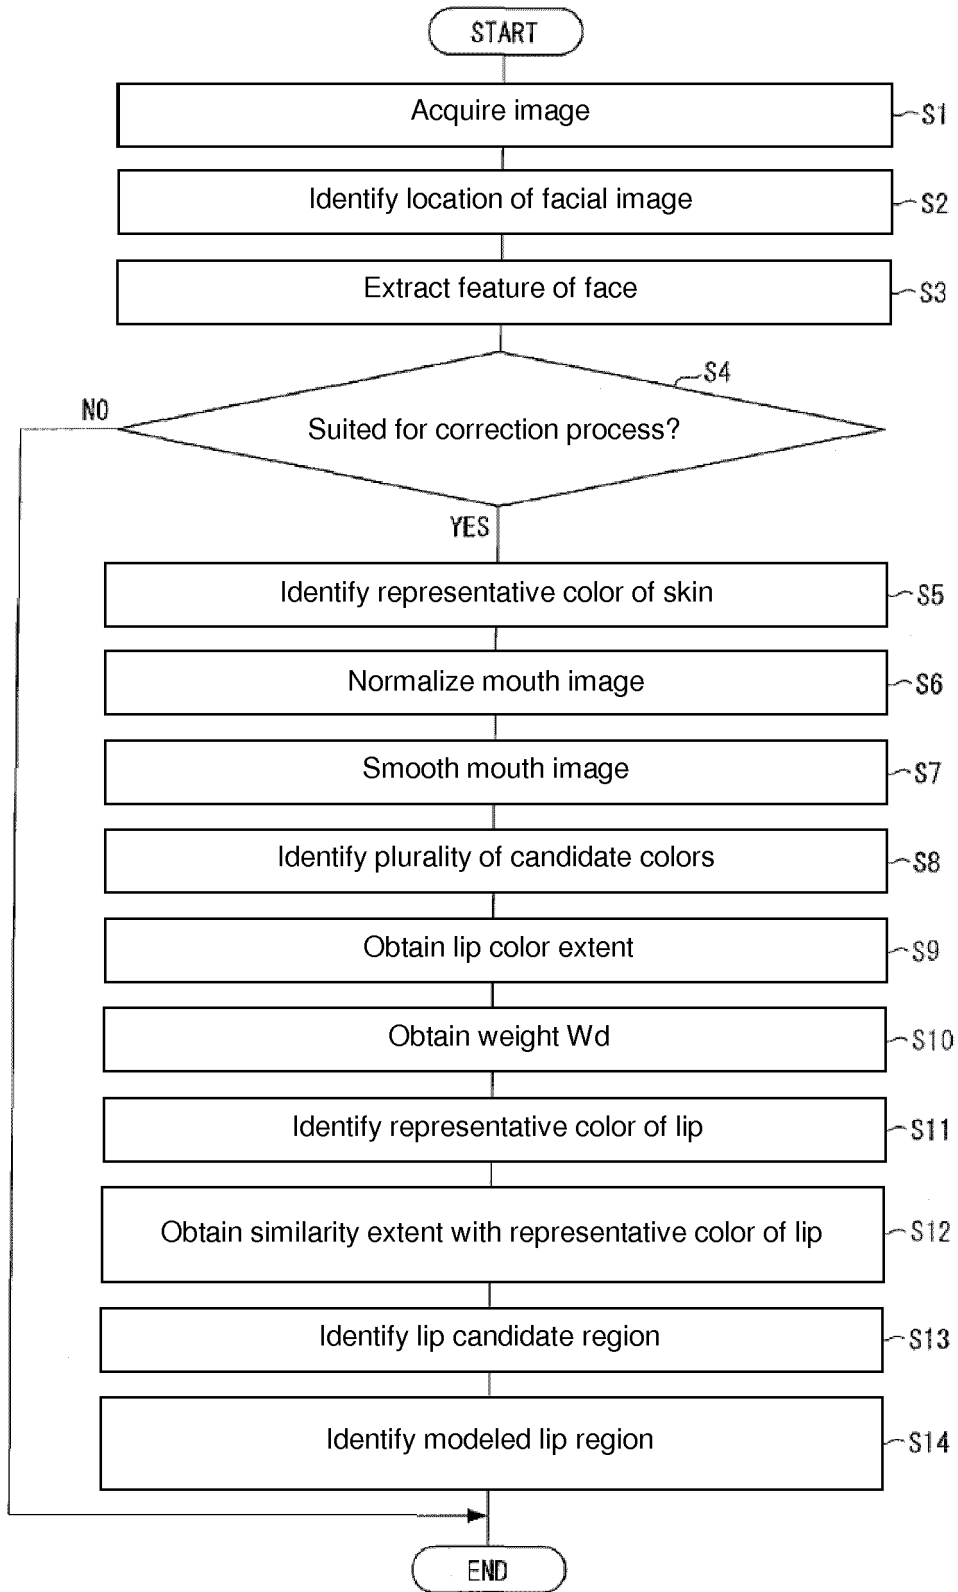 START
Acquire image
S1
Identify location of facial image
S2
Extract feature of face
S3
S4
NO
Suited for correction process?
YES
Identify representative color of skin
S5
Normalize mouth image
S6
Smooth mouth image
S7
Identify plurality of candidate colors
S8
Obtain lip color extent
S9
Obtain weight Wd
S10
Identify representative color of lip
S11
Obtain similarity extent with representative color of lip
S12
Identify lip candidate region
S13
Identify modeled lip region
S14
END